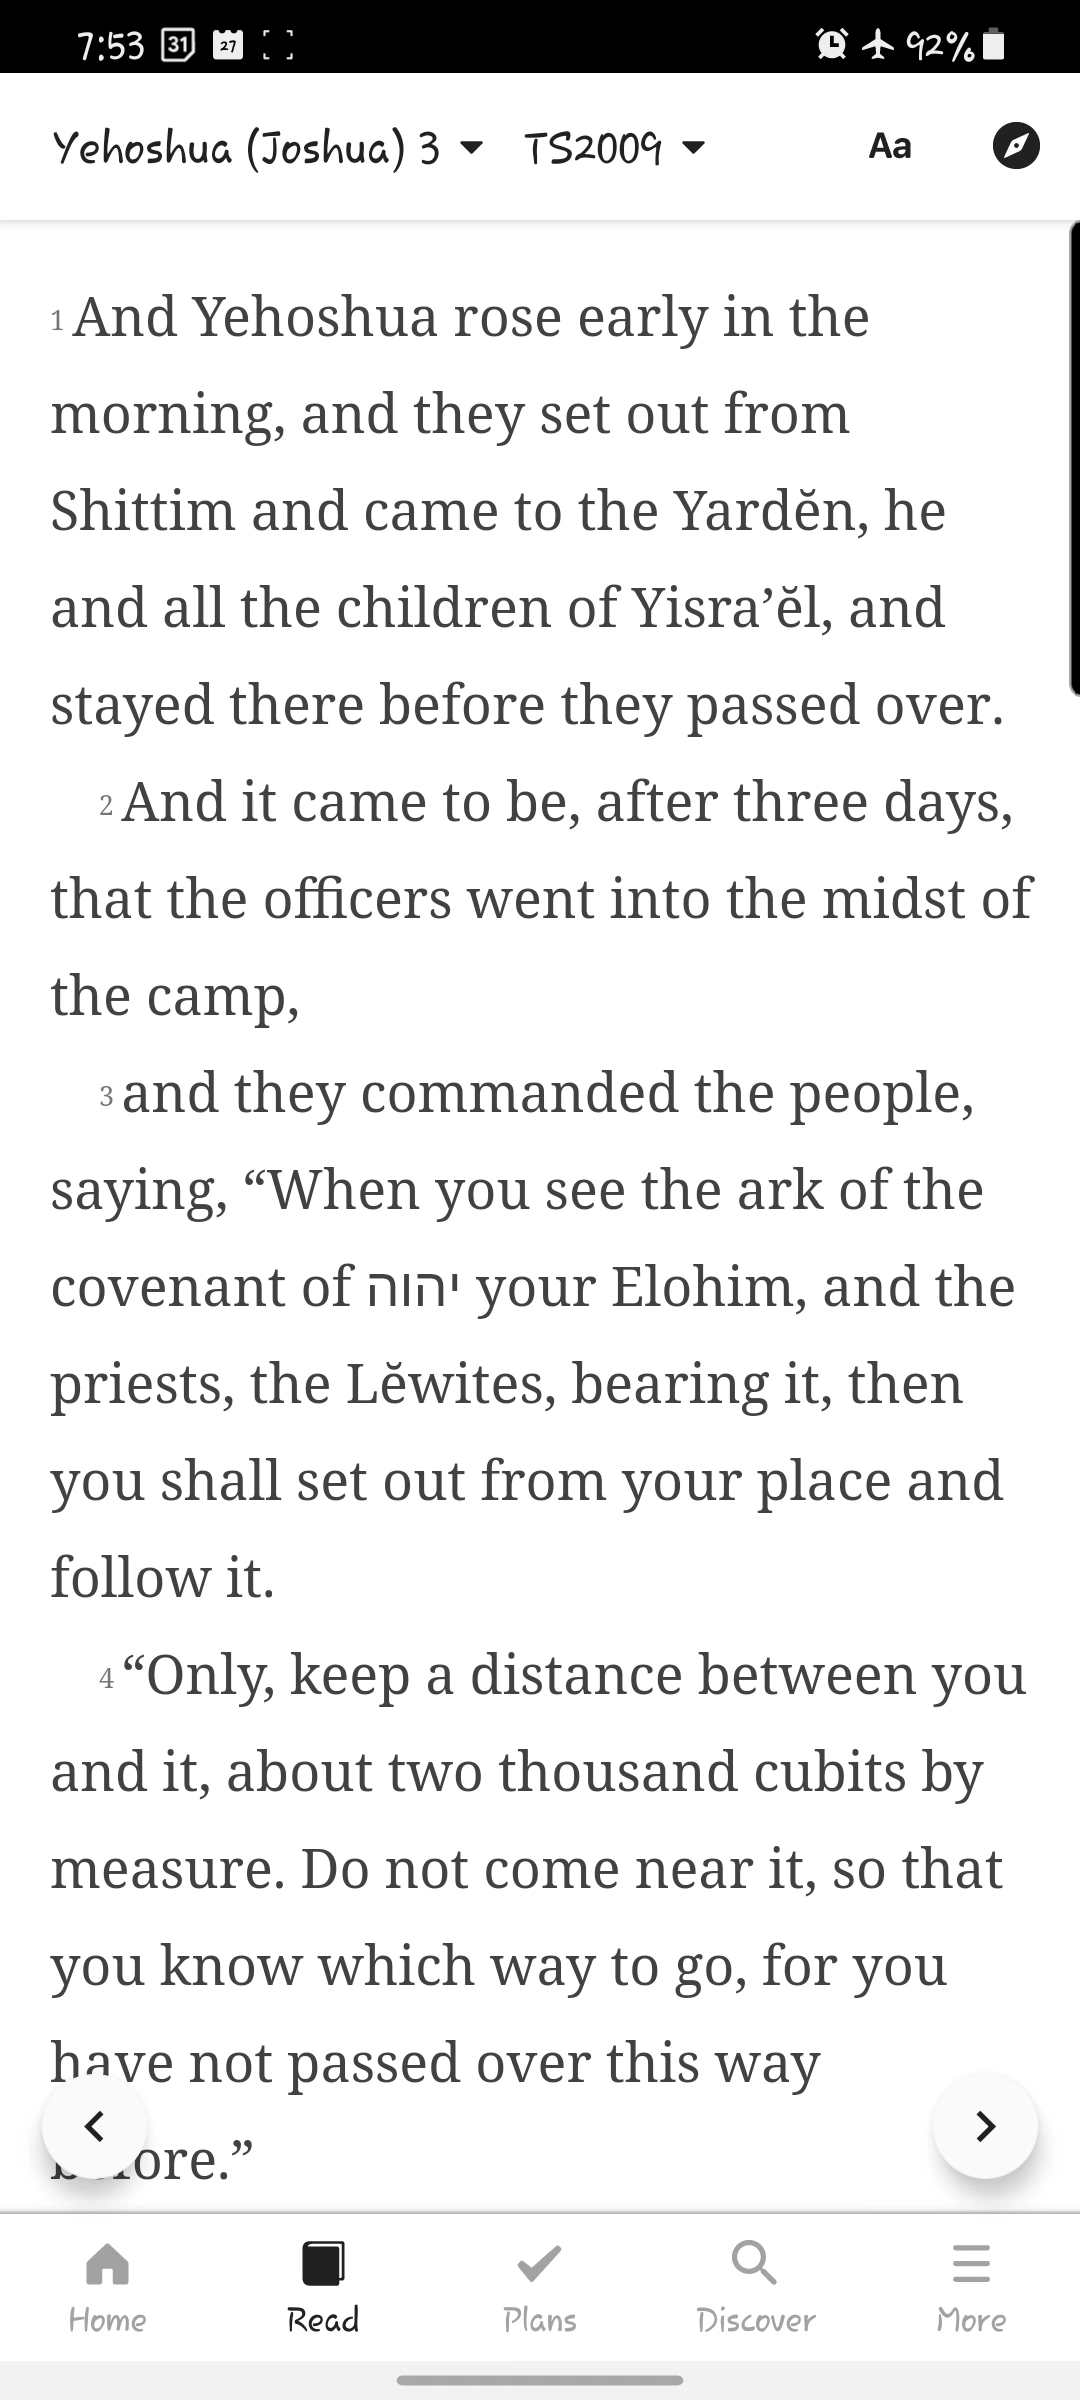 7:53 31 27 92%
Yehoshua (Joshua) 3 TS2009 Aa
1 And Yehoshua rose early in the
morning, and they set out from
Shittim and came to the Yardĕn, he
and all the children of Yisra’ĕl, and
stayed there before they passed over.
2 And it came to be, after three days,
that the officers went into the midst of
the camp,
3 and they commanded the people,
saying, “When you see the ark of the
covenant of יהוה your Elohim, and the
priests, the Lĕwites, bearing it, then
you shall set out from your place and
follow it.
4 “Only, keep a distance between you
and it, about two thousand cubits by
measure. Do not come near it, so that
you know which way to go, for you
have not passed over this way
before.”
Home Read Plans Discover More